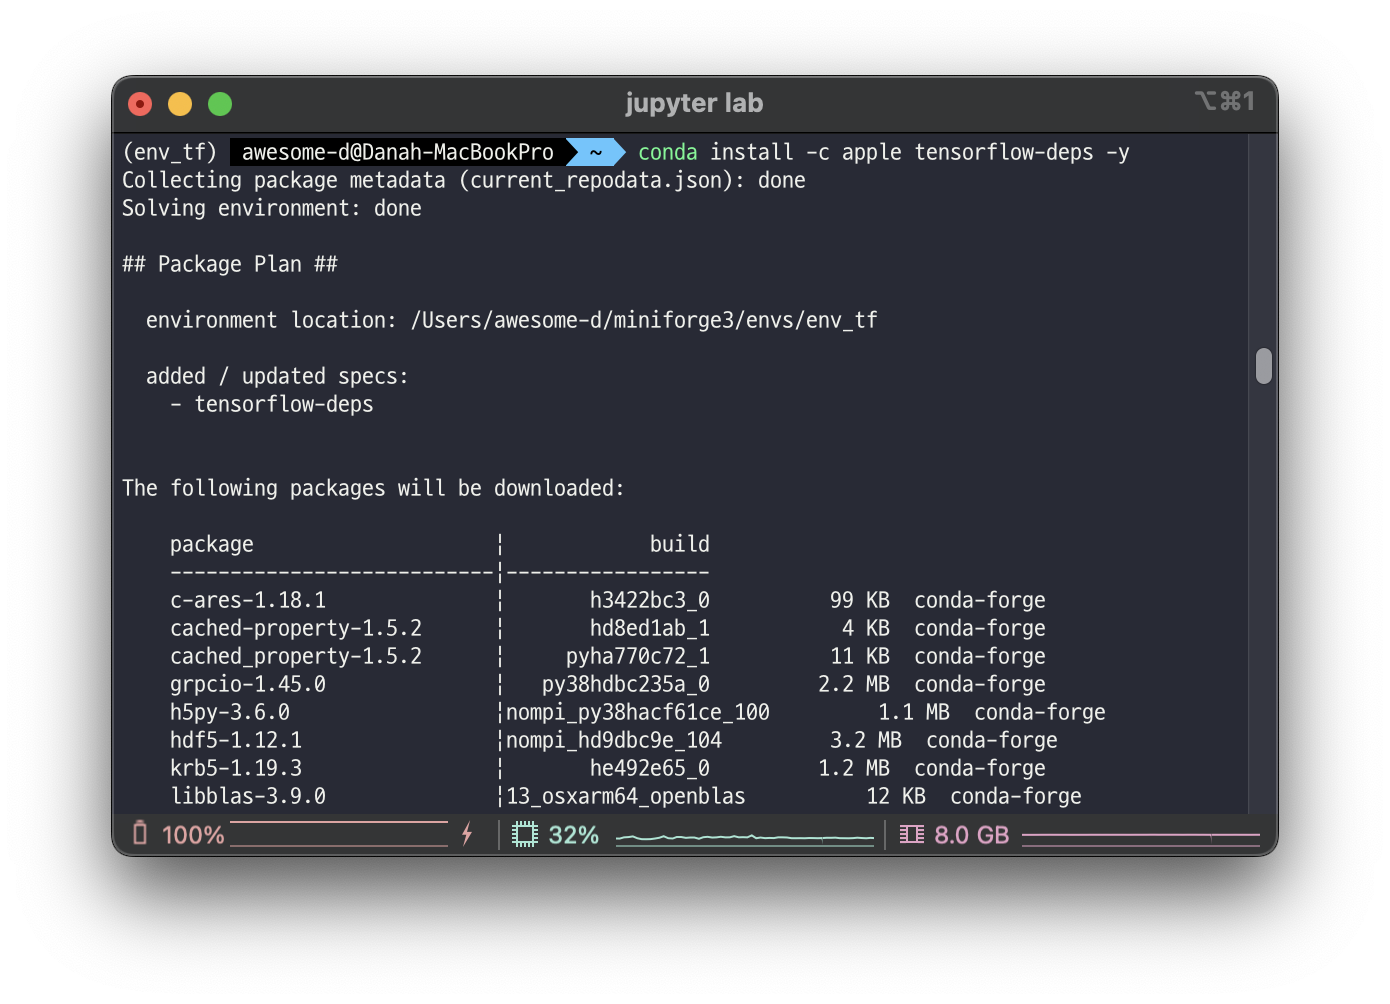 jupyter lab
⌥⌘1
(env_tf) awesome-d@Danah-MacBookPro ~ conda install -c apple tensorflow-deps -y
Collecting package metadata (current_repodata.json): done
Solving environment: done
## Package Plan ##
environment location: /Users/awesome-d/miniforge3/envs/env_tf
added / updated specs:
- tensorflow-deps
The following packages will be downloaded:
package | build
---------------------------|-----------------
c-ares-1.18.1 | h3422bc3_0 99 KB conda-forge
cached-property-1.5.2 | hd8ed1ab_1 4 KB conda-forge
cached_property-1.5.2 | pyha770c72_1 11 KB conda-forge
grpcio-1.45.0 | py38hdbc235a_0 2.2 MB conda-forge
h5py-3.6.0 |nompi_py38hacf61ce_100 1.1 MB conda-forge
hdf5-1.12.1 |nompi_hd9dbc9e_104 3.2 MB conda-forge
krb5-1.19.3 | he492e65_0 1.2 MB conda-forge
libblas-3.9.0 |13_osxarm64_openblas 12 KB conda-forge
100% 32% 8.0 GB